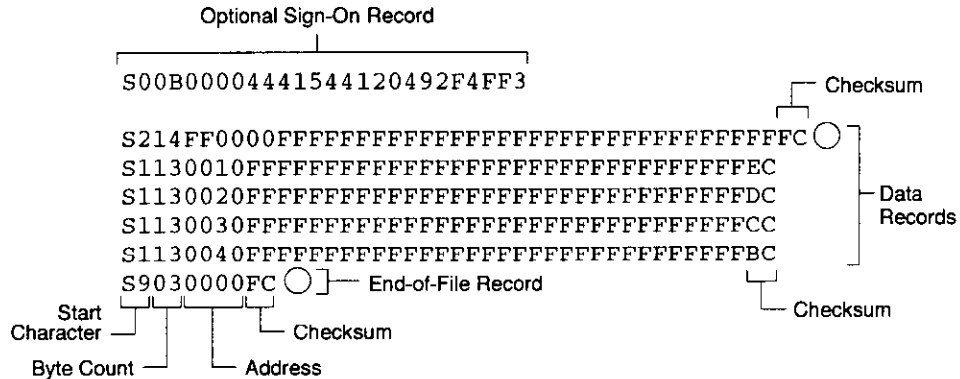 Optional Sign-On Record
S00B00004441544120492F4FF3
Checksum
S214FF0000FFFFFFFFFFFFFFFFFFFFFFFFFFFFFFFFFC
S1130010FFFFFFFFFFFFFFFFFFFFFFFFFFFFFFFFEC
S1130020FFFFFFFFFFFFFFFFFFFFFFFFFFFFFFFFDC
S1130030FFFFFFFFFFFFFFFFFFFFFFFFFFFFFFFFCC
S1130040FFFFFFFFFFFFFFFFFFFFFFFFFFFFFFFFBC
Data
Records
S9030000FC
End-of-File Record
Start
Character
Checksum
Checksum
Byte Count
Address